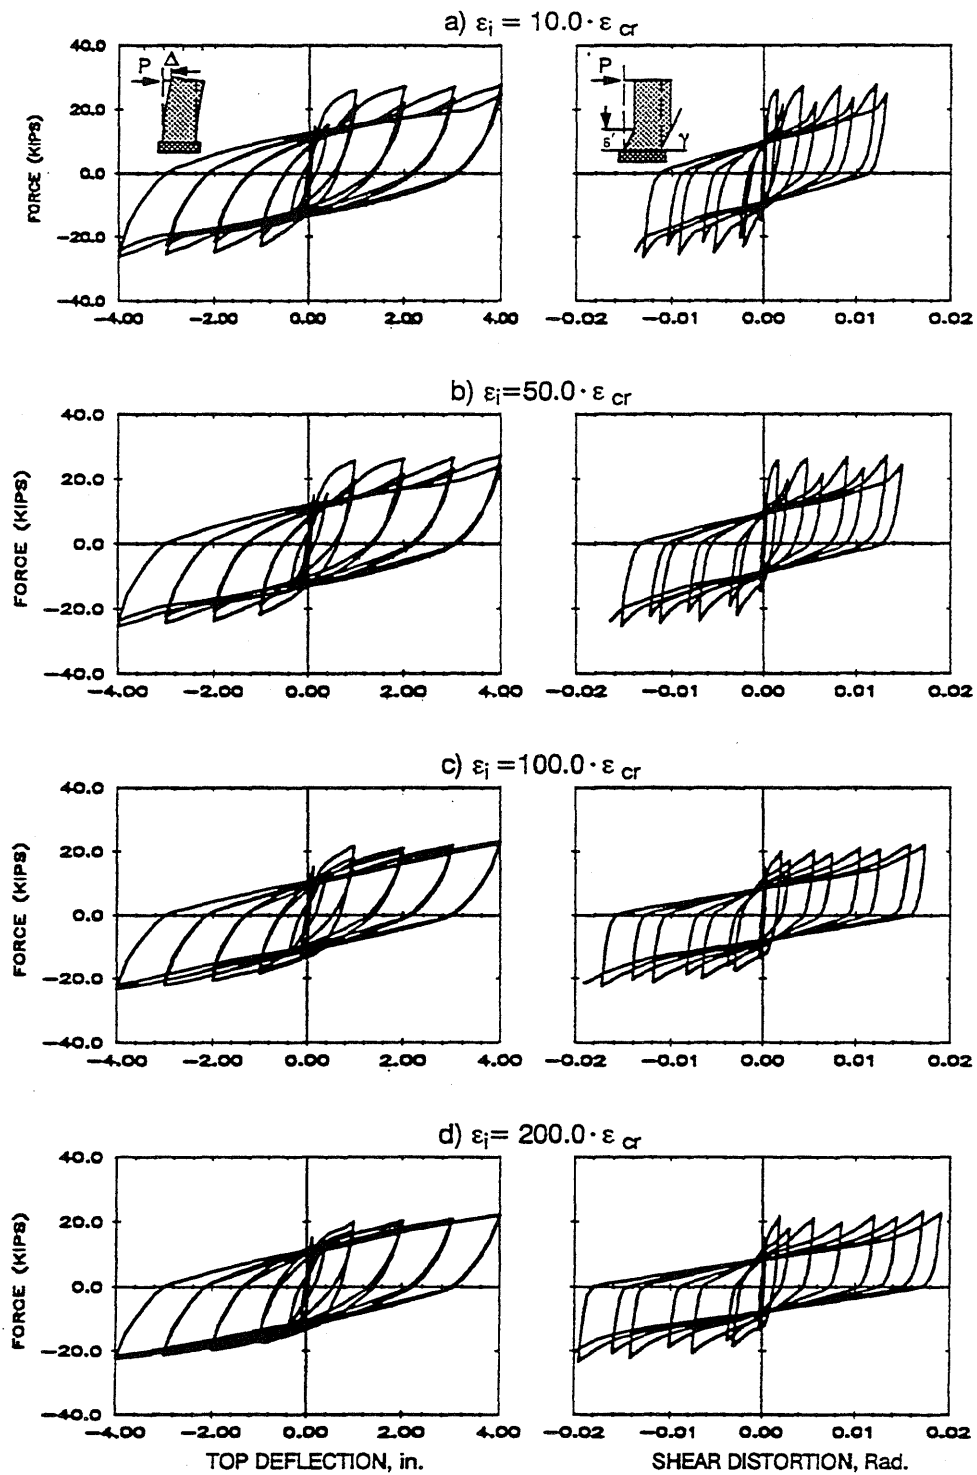 a) ε i = 10.0 · ε cr
40.0
20.0
0.0
−20.0
−40.0
FORCE (KIPS)
P Δ
−4.00 −2.00 0.00 2.00 4.00
P
6'
γ
−0.02 −0.01 0.00 0.01 0.02
b) ε i =50.0 · ε cr
40.0
20.0
0.0
−20.0
−40.0
FORCE (KIPS)
−4.00 −2.00 0.00 2.00 4.00
−0.02 −0.01 0.00 0.01 0.02
c) ε i =100.0 · ε cr
40.0
20.0
0.0
−20.0
−40.0
FORCE (KIPS)
−4.00 −2.00 0.00 2.00 4.00
−0.02 −0.01 0.00 0.01 0.02
d) ε i = 200.0 · ε cr
40.0
20.0
0.0
−20.0
−40.0
FORCE (KIPS)
−4.00 −2.00 0.00 2.00 4.00
−0.02 −0.01 0.00 0.01 0.02
TOP DEFLECTION, in.
SHEAR DISTORTION, Rad.